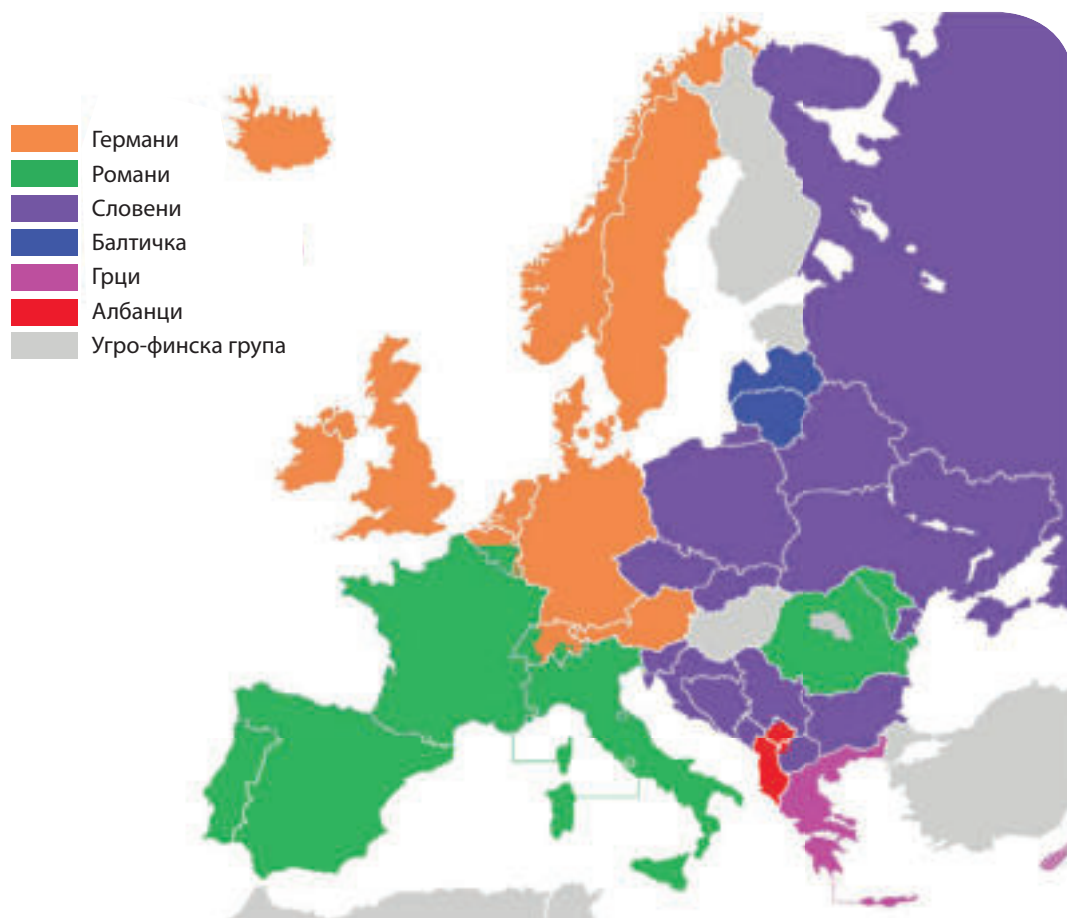 Германи
Романи
Словени
Балтичка
Грци
Албанци
Угро-финска група